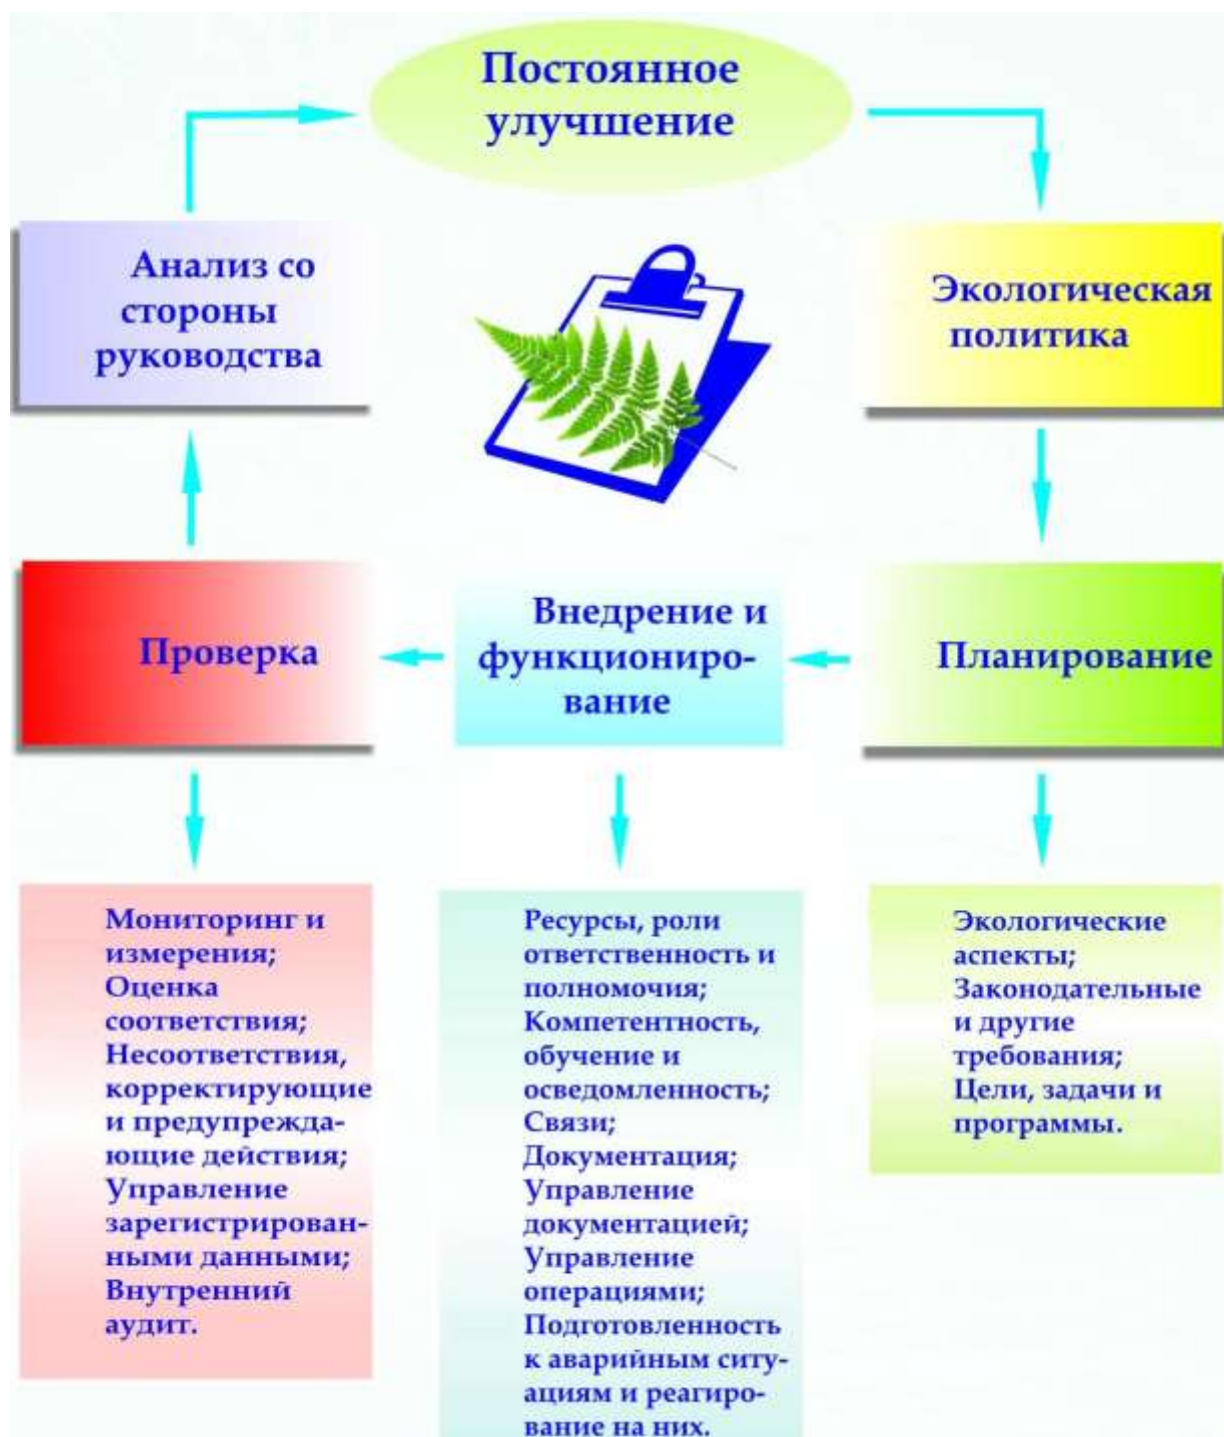 Постоянное
улучшение
Анализ со
стороны
руководства
Экологическая
политика
Проверка
Внедрение и
функциониро-
вание
Планирование
Мониторинг и
измерения;
Оценка
соответствия;
Несоответствия,
корректирующие
и предупрежда-
ющие действия;
Управление
зарегистрирован-
ными данными;
Внутренний
аудит.
Ресурсы, роли
ответственность и
полномочия;
Компетентность,
обучение и
осведомленность;
Связи;
Документация;
Управление
документацией;
Управление
операциями;
Подготовленность
к аварийным ситу-
ациям и реагиро-
вание на них.
Экологические
аспекты;
Законодательные
и другие
требования;
Цели, задачи и
программы.